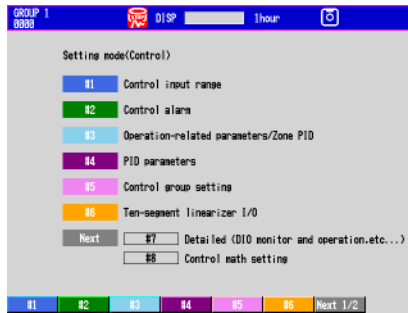 GROUP 1 DISP 1hour
0000
Setting mode(Control)
#1 Control input range
#2 Control alarm
#3 Operation-related parameters/Zone PID
#4 PID parameters
#5 Control group setting
#6 Ten-segment linearizer I/O
Next #7 Detailed (DIO monitor and operation.etc...)
#8 Control math setting
#1 #2 #3 #4 #5 #6 Next 1/2